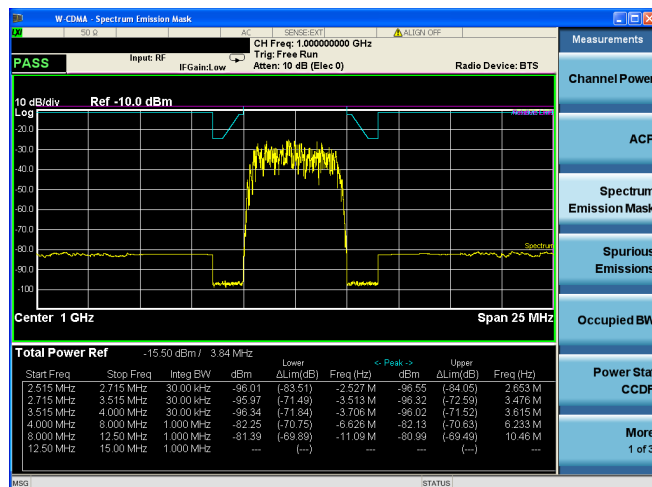 W-CDMA - Spectrum Emission Mask
LXI 50 Ω AC SENSE:EXT ALIGN OFF
CH Freq: 1.000000000 GHz
Input: RF Trig: Free Run
PASS IFGain:Low Atten: 10 dB (Elec 0) Radio Device: BTS
10 dB/div Ref -10.0 dBm
Log
-20.0
-30.0
-40.0
-50.0
-60.0
-70.0
-80.0
Spectrum
-90.0
-100
Center 1 GHz Span 25 MHz
Total Power Ref -15.50 dBm / 3.84 MHz
Lower <- Peak -> Upper
Start Freq Stop Freq Integ BW dBm ΔLim(dB) Freq (Hz) dBm ΔLim(dB) Freq (Hz)
2.515 MHz 2.715 MHz 30.00 kHz -96.01 (-83.51) -2.527 M -96.55 (-84.05) 2.653 M
2.715 MHz 3.515 MHz 30.00 kHz -95.97 (-71.49) -3.513 M -96.32 (-72.59) 3.476 M
3.515 MHz 4.000 MHz 30.00 kHz -96.34 (-71.84) -3.706 M -96.02 (-71.52) 3.615 M
4.000 MHz 8.000 MHz 1.000 MHz -82.25 (-70.75) -6.626 M -82.13 (-70.63) 6.233 M
8.000 MHz 12.50 MHz 1.000 MHz -81.39 (-69.89) -11.09 M -80.99 (-69.49) 10.46 M
12.50 MHz 15.00 MHz 1.000 MHz --- (---) --- --- (---) ---
MSG STATUS
Measurements
Channel Power
ACP
Spectrum
Emission Mask
Spurious
Emissions
Occupied BW
Power Stat
CCDF
More
1 of 3